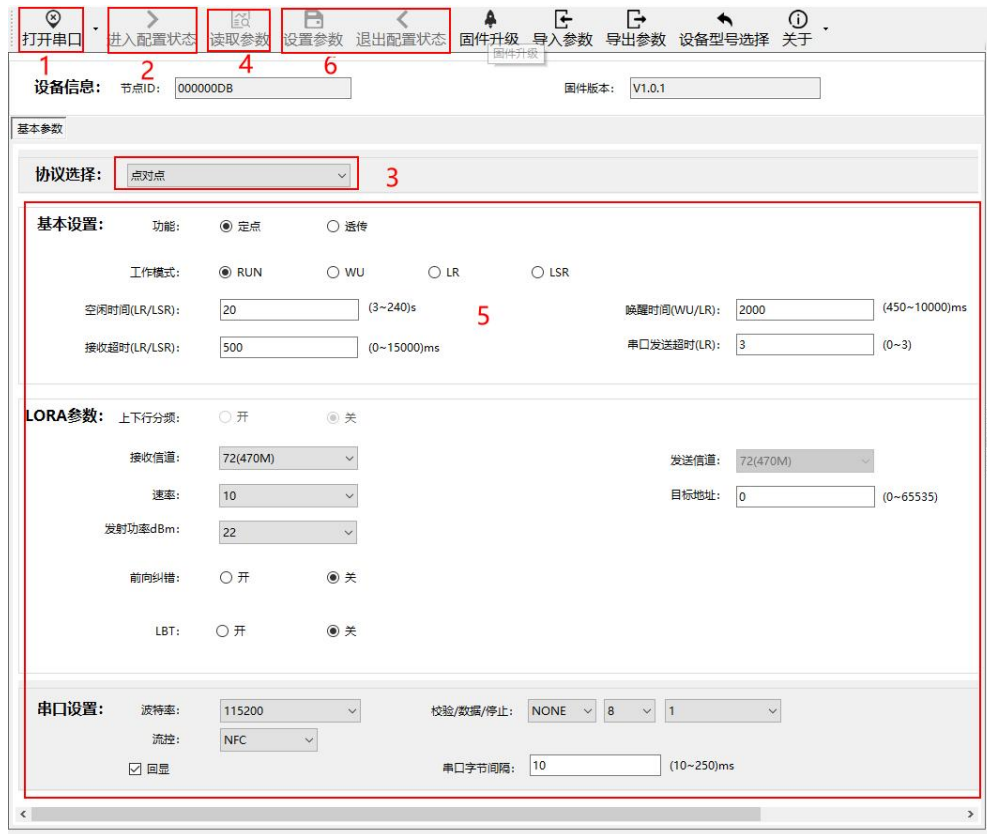 打开串口 进入配置状态 读取参数 设置参数 退出配置状态 固件升级 导入参数 导出参数 设备型号选择 关于
固件升级
1 2 4 6
设备信息： 节点ID： 000000DB 固件版本： V1.0.1
基本参数
协议选择： 点对点 3
基本设置： 功能： 定点 透传
工作模式： RUN WU LR LSR
空闲时间(LR/LSR)： 20 (3~240)s 5 唤醒时间(WU/LR)： 2000 (450~10000)ms
接收超时(LR/LSR)： 500 (0~15000)ms 串口发送超时(LR)： 3 (0~3)
LORA参数： 上下行分频： 开 关
接收信道： 72(470M) 发送信道： 72(470M)
速率： 10 目标地址： 0 (0~65535)
发射功率dBm： 22
前向纠错： 开 关
LBT： 开 关
串口设置： 波特率： 115200 校验/数据/停止： NONE 8 1
流控： NFC
回显 串口字节间隔： 10 (10~250)ms